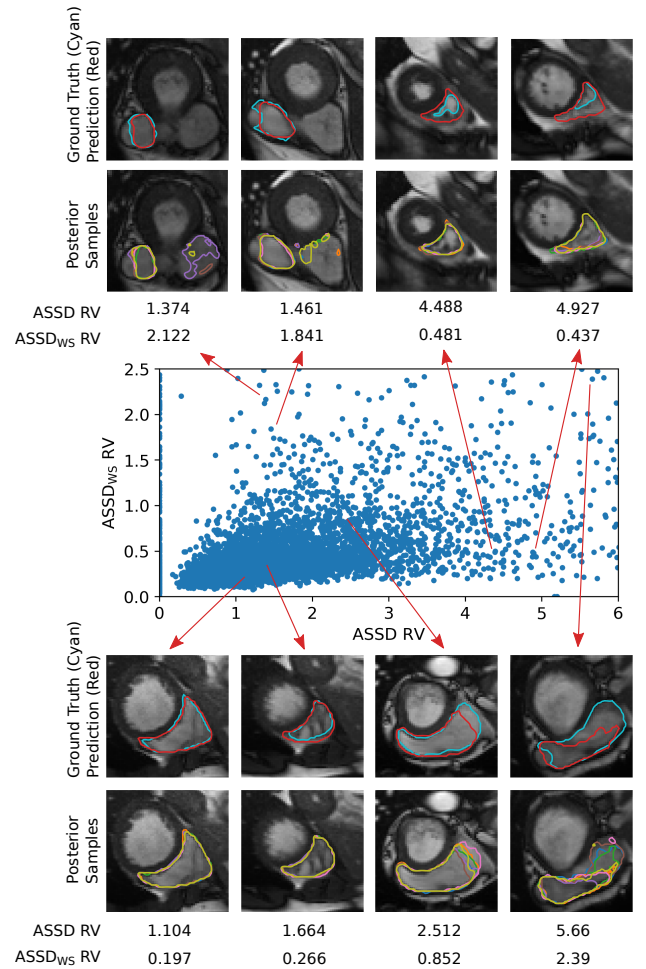 Ground Truth (Cyan)
Prediction (Red)
Posterior
Samples
ASSD RV 1.374 1.461 4.488 4.927
ASSD_WS RV 2.122 1.841 0.481 0.437
2.5
2.0
1.5
1.0
0.5
0.0
ASSD_WS RV
0 1 2 3 4 5 6
ASSD RV
Ground Truth (Cyan)
Prediction (Red)
Posterior
Samples
ASSD RV 1.104 1.664 2.512 5.66
ASSD_WS RV 0.197 0.266 0.852 2.39